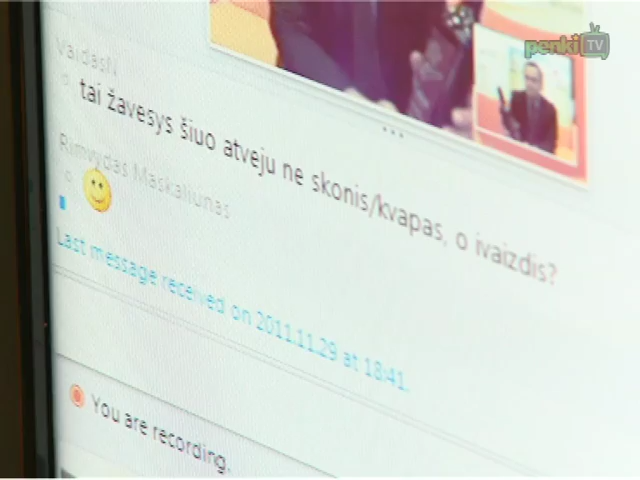 penki TV
VaidasN
tai žavesys šiuo atveju ne skonis/kvapas, o ivaizdis?
Rimvydas Maskaliunas
Last message received on 2011.11.29 at 18:41.
You are recording.